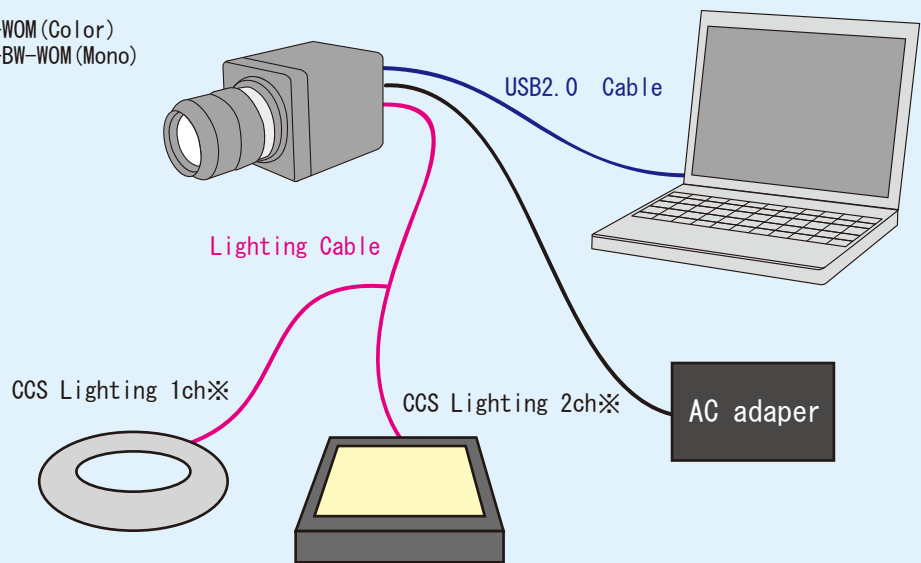 -WOM(Color)
-BW-WOM(Mono)
USB2.0 Cable
Lighting Cable
CCS Lighting 1ch※
CCS Lighting 2ch※
AC adaper